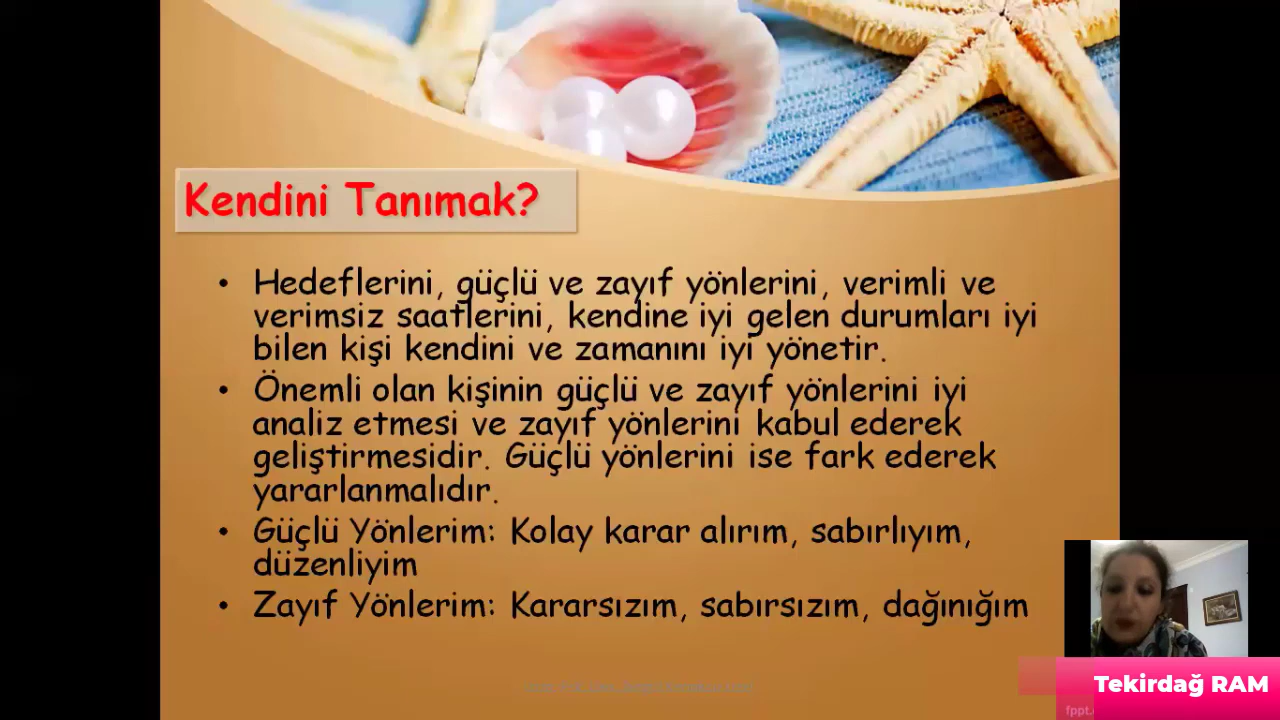 Kendini Tanımak?
• Hedeflerini, güçlü ve zayıf yönlerini, verimli ve
verimsiz saatlerini, kendine iyi gelen durumları iyi
bilen kişi kendini ve zamanını iyi yönetir.
• Önemli olan kişinin güçlü ve zayıf yönlerini iyi
analiz etmesi ve zayıf yönlerini kabul ederek
geliştirmesidir. Güçlü yönlerini ise fark ederek
yararlanmalıdır.
• Güçlü Yönlerim: Kolay karar alırım, sabırlıyım,
düzenliyim
• Zayıf Yönlerim: Kararsızım, sabırsızım, dağınığım
Tekirdağ RAM
fppt.